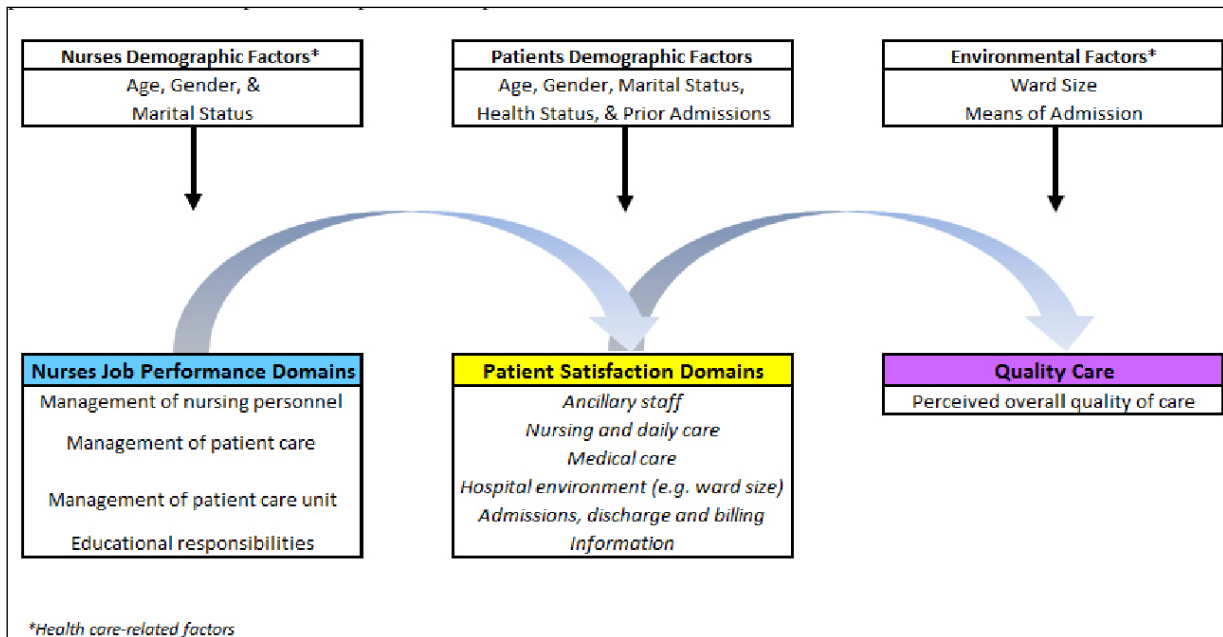 Nurses Demographic Factors*
Age, Gender, &
Marital Status
Patients Demographic Factors
Age, Gender, Marital Status,
Health Status, & Prior Admissions
Environmental Factors*
Ward Size
Means of Admission
Nurses Job Performance Domains
Management of nursing personnel
Management of patient care
Management of patient care unit
Educational responsibilities
Patient Satisfaction Domains
Ancillary staff
Nursing and daily care
Medical care
Hospital environment (e.g. ward size)
Admissions, discharge and billing
Information
Quality Care
Perceived overall quality of care
*Health care-related factors